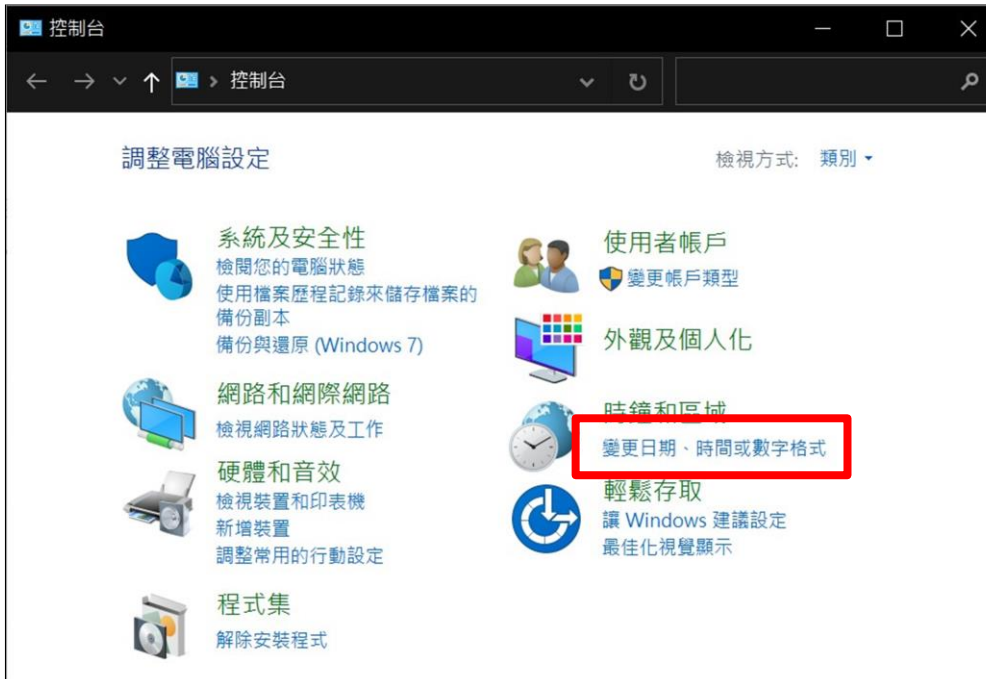 控制台
控制台
調整電腦設定
檢視方式: 類別
系統及安全性
檢閱您的電腦狀態
使用檔案歷程記錄來儲存檔案的
備份副本
備份與還原 (Windows 7)
網路和網際網路
檢視網路狀態及工作
硬體和音效
檢視裝置和印表機
新增裝置
調整常用的行動設定
程式集
解除安裝程式
使用者帳戶
變更帳戶類型
外觀及個人化
時鐘和區域
變更日期、時間或數字格式
輕鬆存取
讓 Windows 建議設定
最佳化視覺顯示